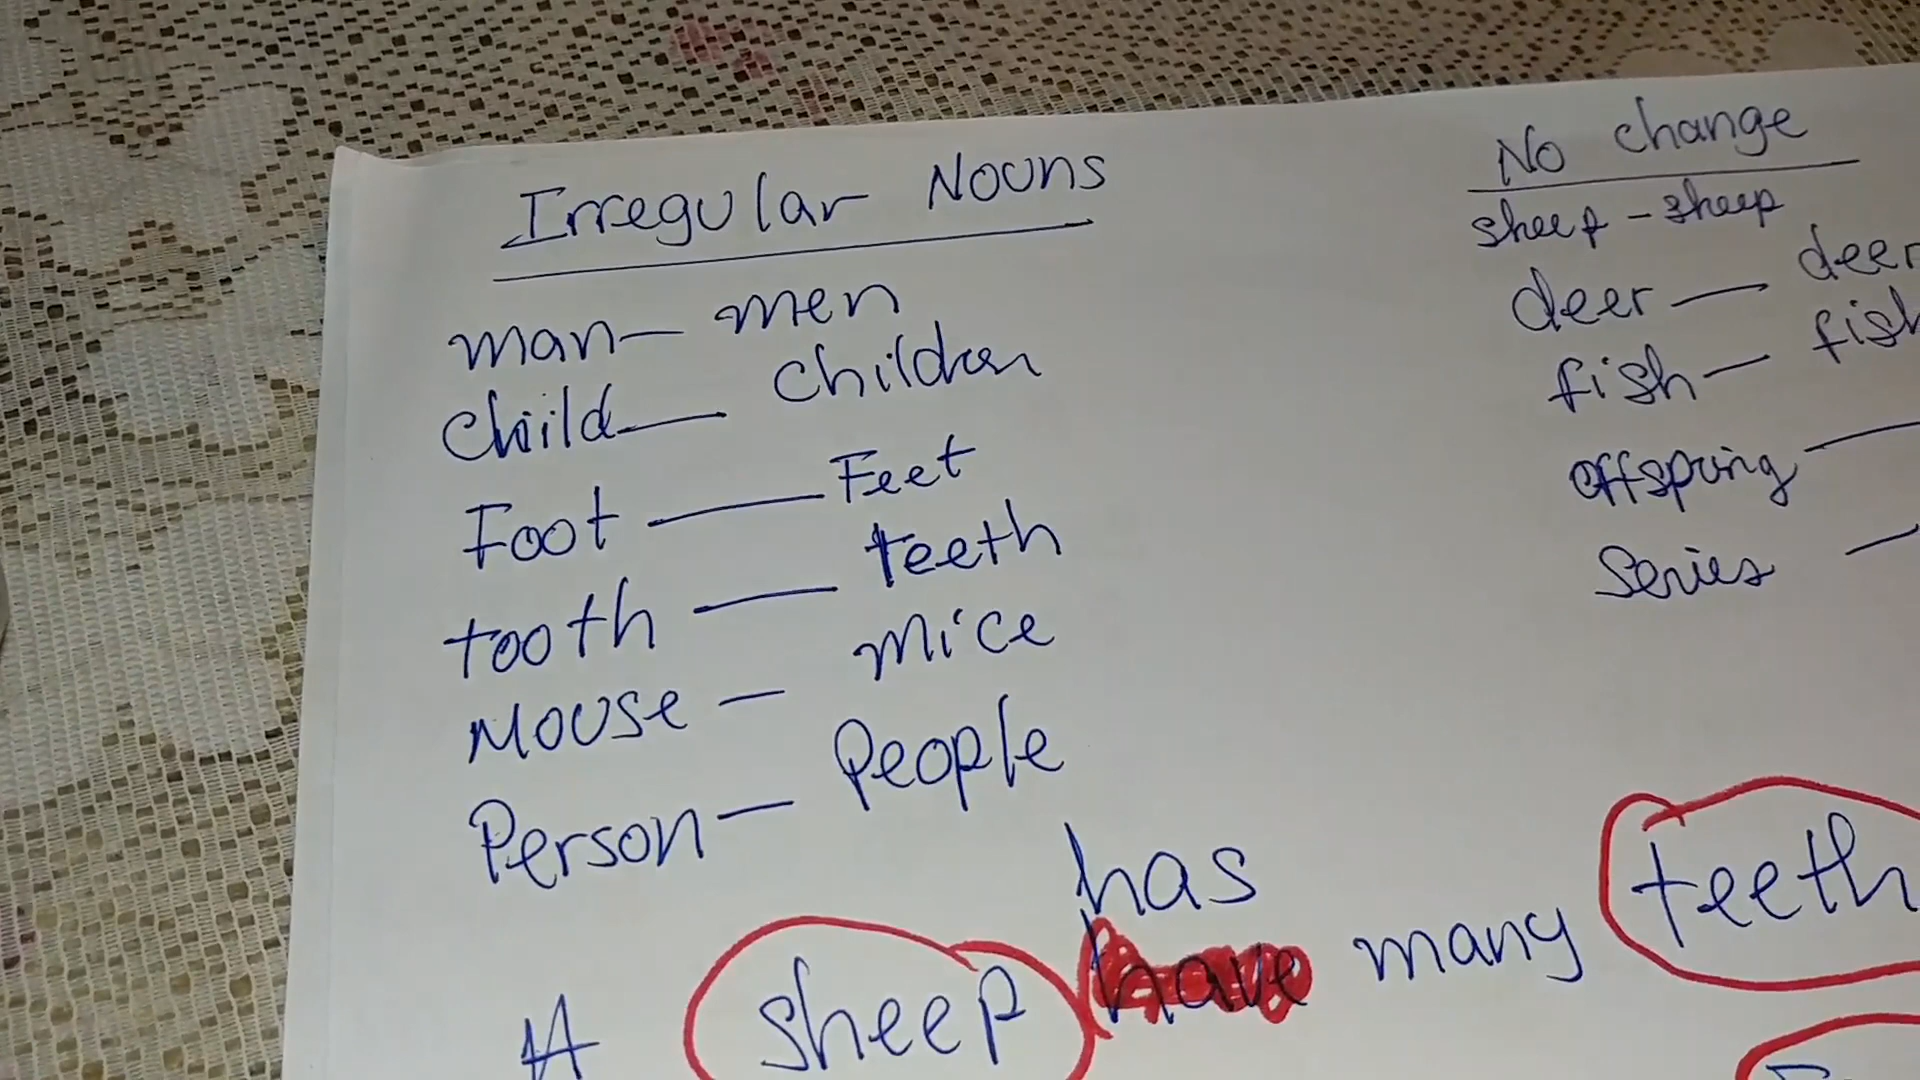 Irregular Nouns
man— men
child— children
Foot — Feet
tooth — teeth
Mouse — mice
Person— People
No change
sheep - sheep
deer — deer
fish — fish
offspring —
Series —
has
A sheep have many teeth